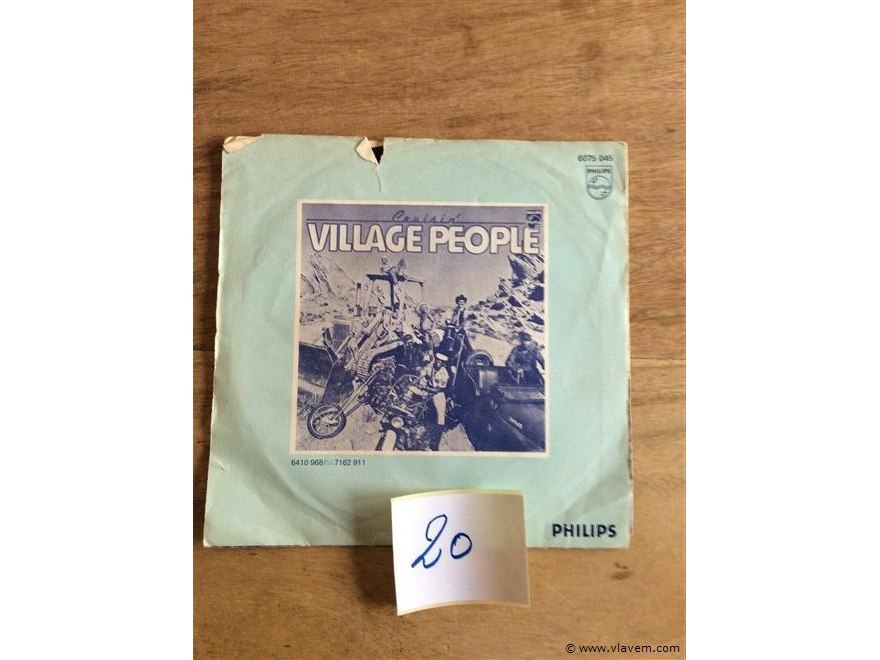 6075 045
PHILIPS
Cruisin'
VILLAGE PEOPLE
6410 968/7162 911
PHILIPS
20
© www.vlavem.com